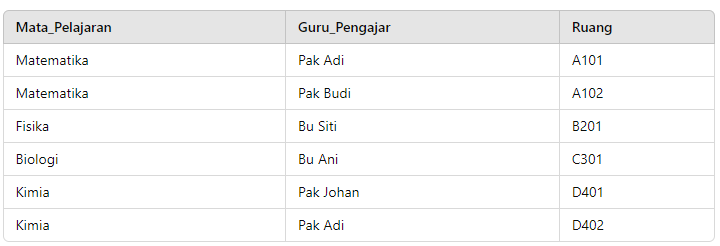 Mata_Pelajaran Guru_Pengajar Ruang
Matematika Pak Adi A101
Matematika Pak Budi A102
Fisika Bu Siti B201
Biologi Bu Ani C301
Kimia Pak Johan D401
Kimia Pak Adi D402